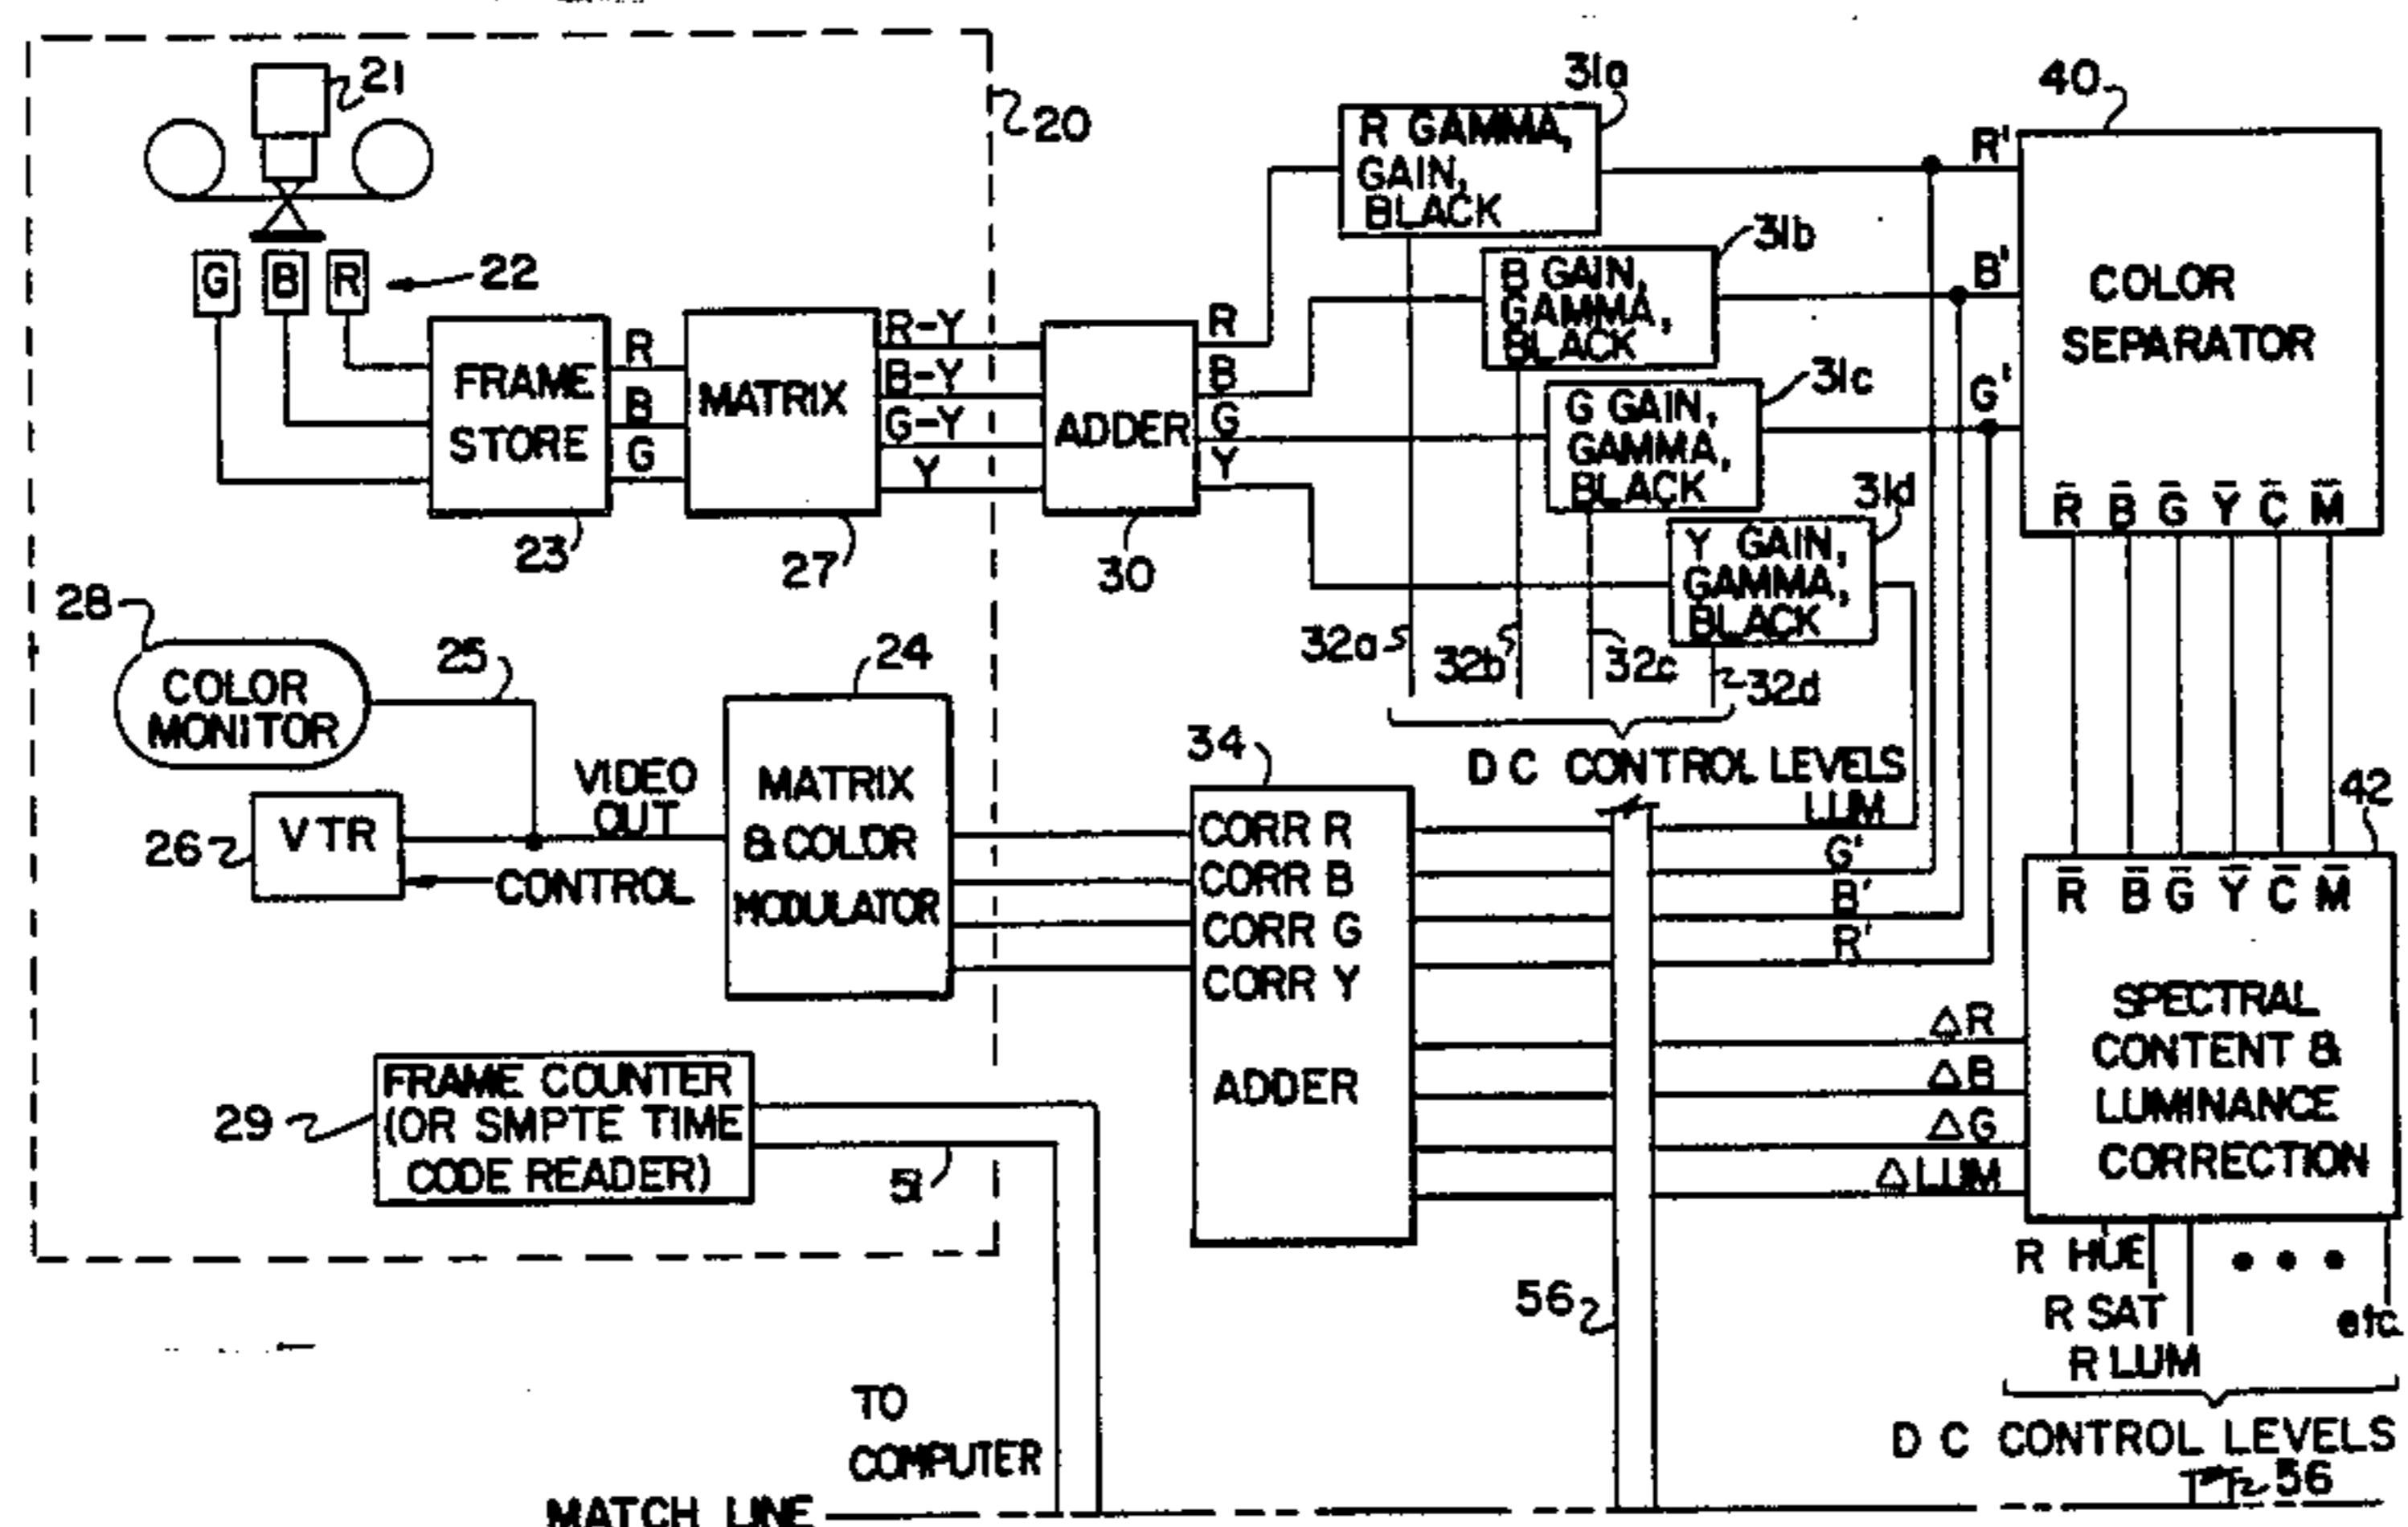 21
20
G B R
22
FRAME
STORE
23
R
B
G
MATRIX
27
R-Y
B-Y
G-Y
Y
ADDER
30
R
B
G
Y
31a
R GAMMA,
GAIN,
BLACK
31b
B GAIN,
GAMMA,
BLACK
31c
G GAIN,
GAMMA,
BLACK
31d
Y GAIN,
GAMMA,
BLACK
32a
32b
32c
32d
DC CONTROL LEVELS
40
R'
B'
G'
COLOR
SEPARATOR
R̄ B̄ Ḡ Ȳ C̄ M̄
42
R̄ B̄ Ḡ Ȳ C̄ M̄
SPECTRAL
CONTENT &
LUMINANCE
CORRECTION
28
COLOR
MONITOR
25
26
VTR
VIDEO
OUT
CONTROL
24
MATRIX
& COLOR
MODULATOR
34
CORR R
CORR B
CORR G
CORR Y
ADDER
LUM
G'
B'
R'
ΔR
ΔB
ΔG
ΔLUM
29
FRAME COUNTER
(OR SMPTE TIME
CODE READER)
51
56
R HUE
R SAT
R LUM
etc.
DC CONTROL LEVELS
56
TO
COMPUTER
MATCH LINE